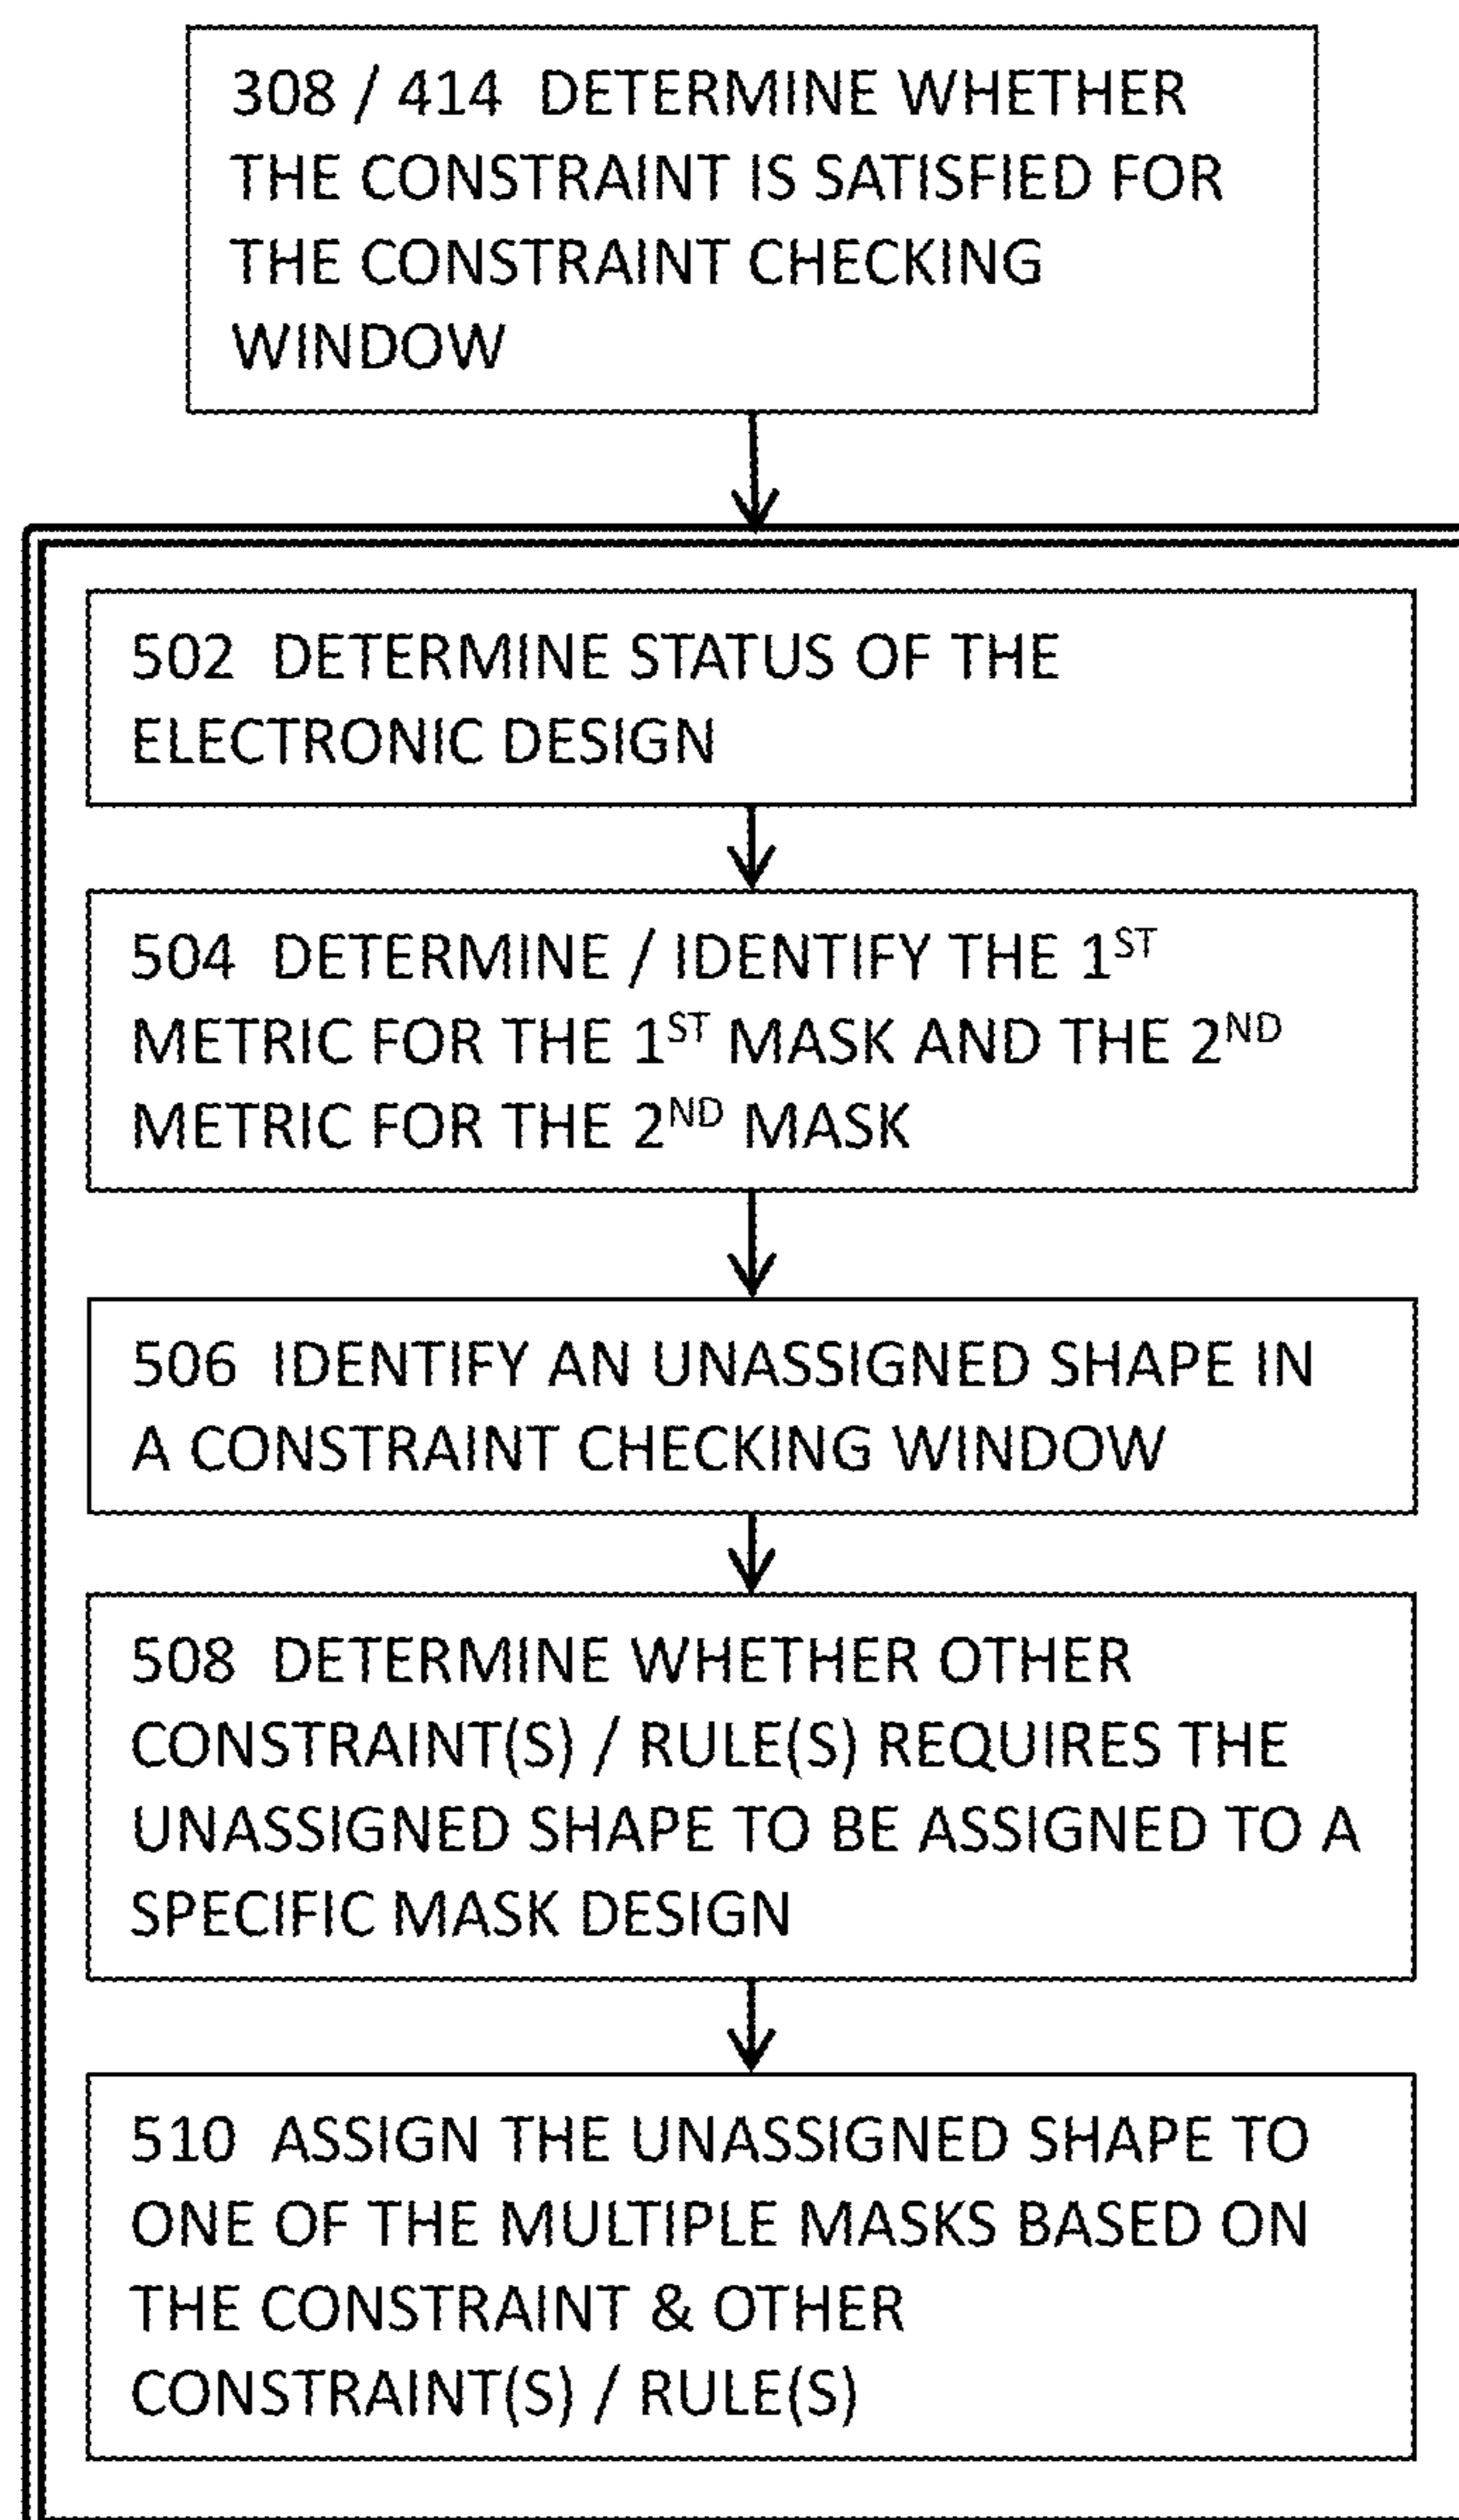 308 / 414 DETERMINE WHETHER
THE CONSTRAINT IS SATISFIED FOR
THE CONSTRAINT CHECKING
WINDOW
502 DETERMINE STATUS OF THE
ELECTRONIC DESIGN
504 DETERMINE / IDENTIFY THE 1ST
METRIC FOR THE 1ST MASK AND THE 2ND
METRIC FOR THE 2ND MASK
506 IDENTIFY AN UNASSIGNED SHAPE IN
A CONSTRAINT CHECKING WINDOW
508 DETERMINE WHETHER OTHER
CONSTRAINT(S) / RULE(S) REQUIRES THE
UNASSIGNED SHAPE TO BE ASSIGNED TO A
SPECIFIC MASK DESIGN
510 ASSIGN THE UNASSIGNED SHAPE TO
ONE OF THE MULTIPLE MASKS BASED ON
THE CONSTRAINT & OTHER
CONSTRAINT(S) / RULE(S)